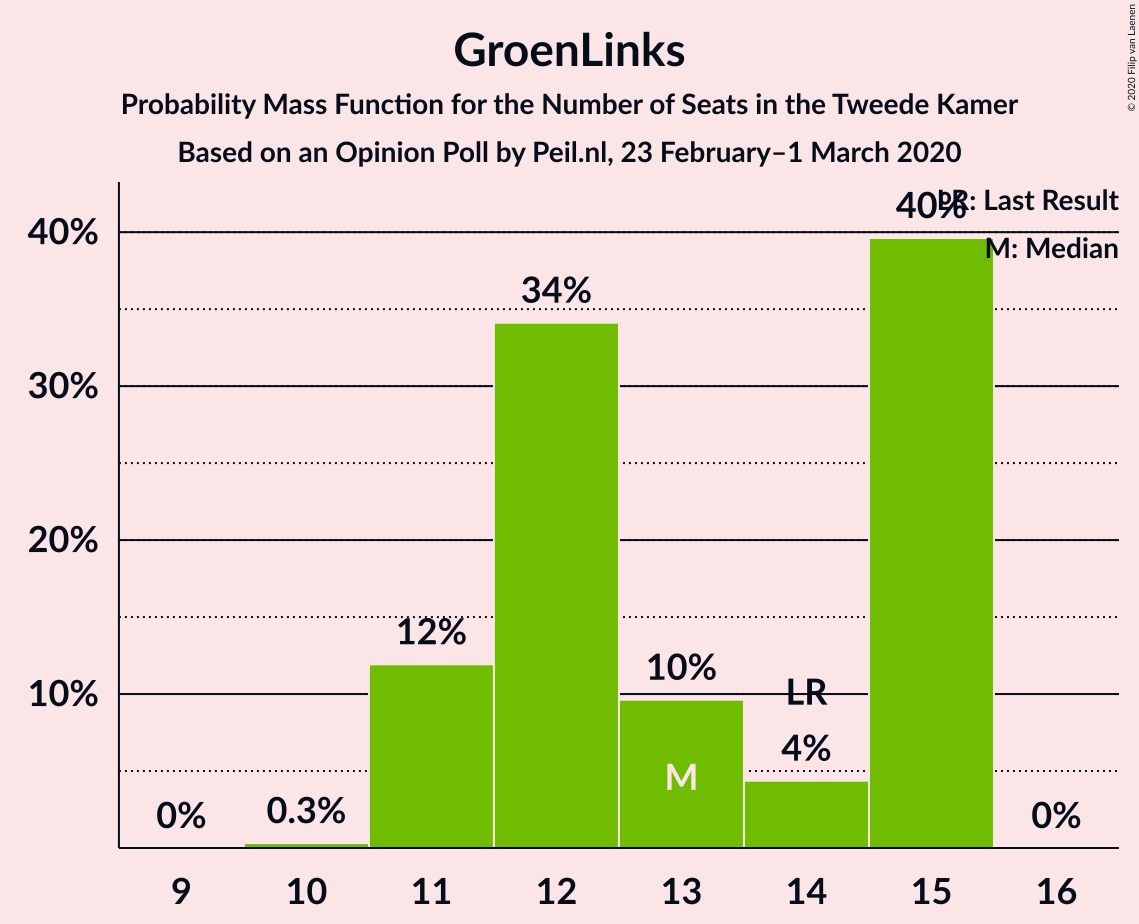 GroenLinks
Probability Mass Function for the Number of Seats in the Tweede Kamer
Based on an Opinion Poll by Peil.nl, 23 February–1 March 2020
© 2020 Filip van Laenen
LR: Last Result
M: Median
40%
30%
20%
10%
0%
0.3%
12%
34%
10%
M
LR
4%
40%
0%
9 10 11 12 13 14 15 16